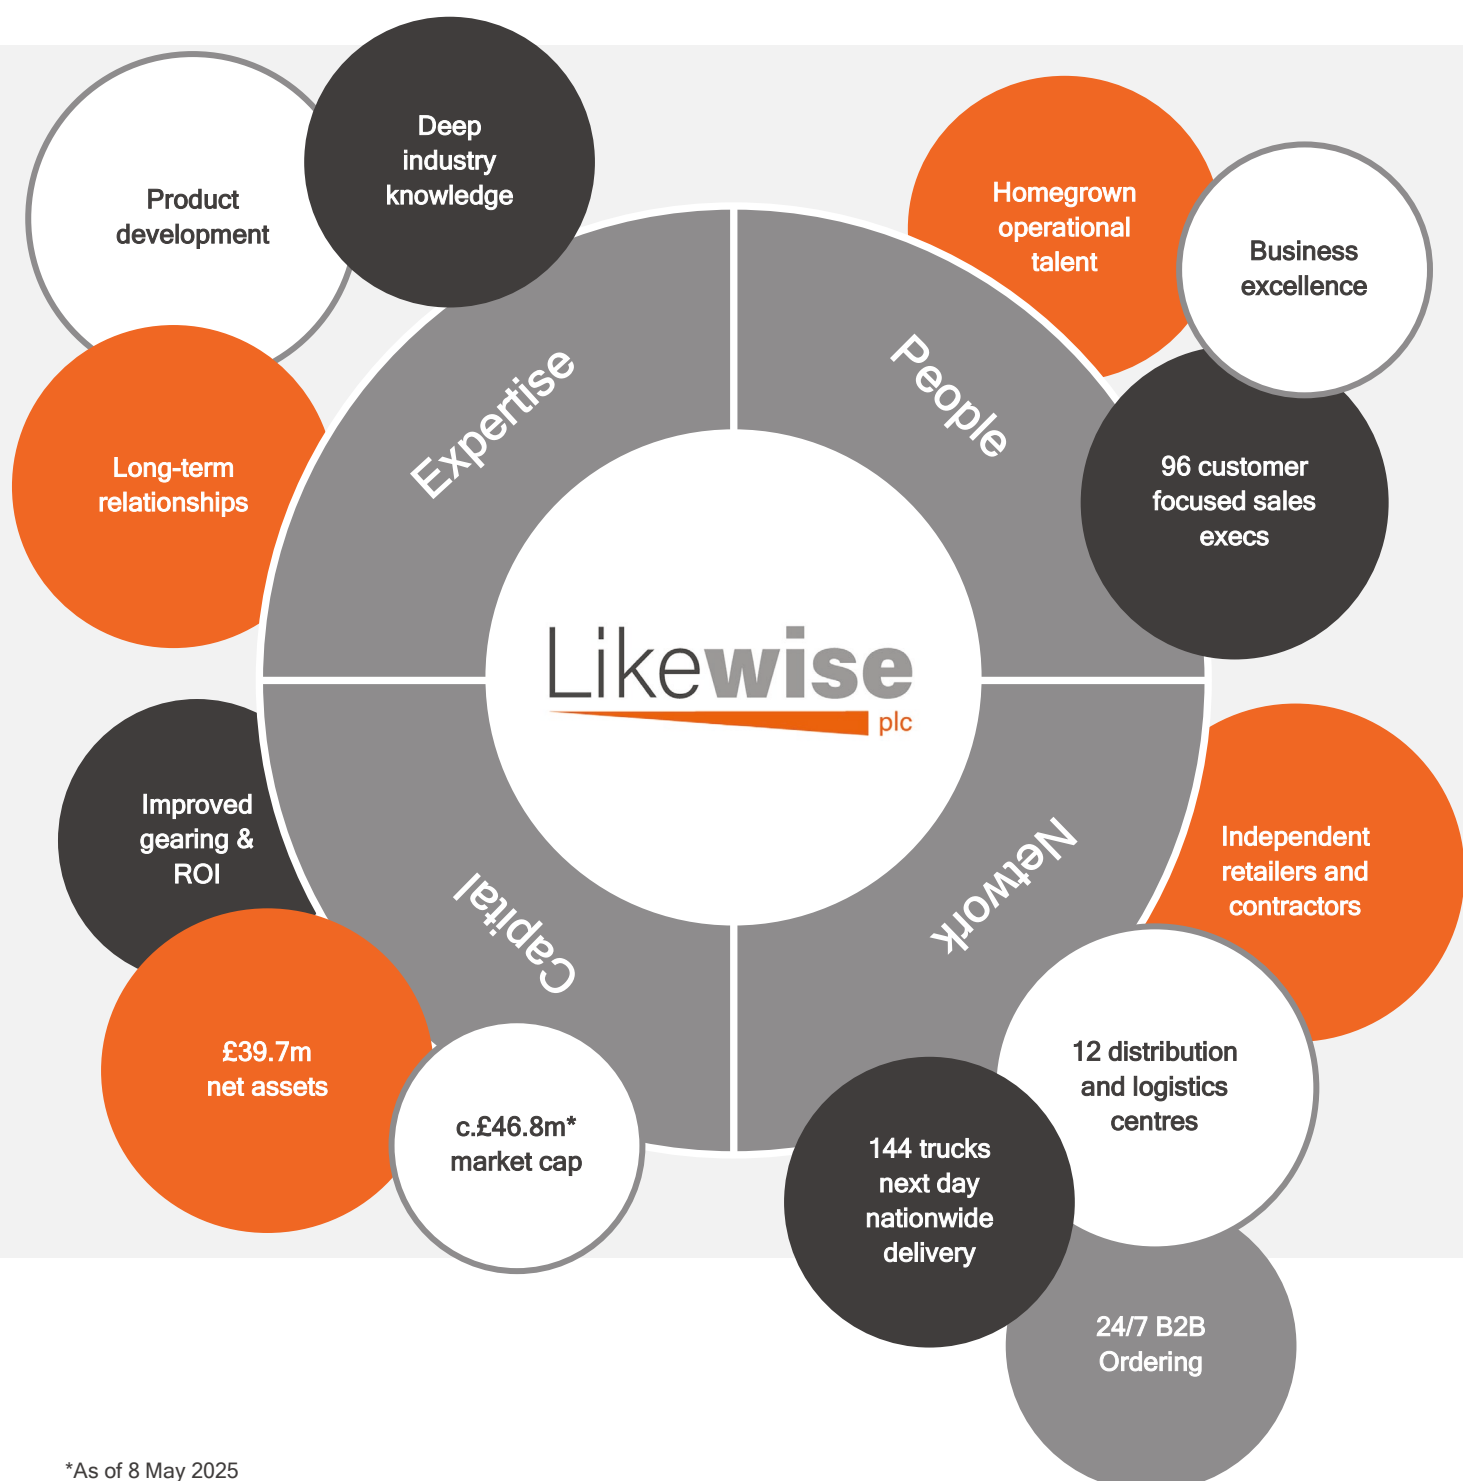 Product
development
Deep
industry
knowledge
Long-term
relationships
Expertise
People
Homegrown
operational
talent
Business
excellence
96 customer
focused sales
execs
Likewise
plc
Improved
gearing &
ROI
£39.7m
net assets
c.£46.8m*
market cap
Capital
Network
Independent
retailers and
contractors
12 distribution
and logistics
centres
144 trucks
next day
nationwide
delivery
24/7 B2B
Ordering
*As of 8 May 2025